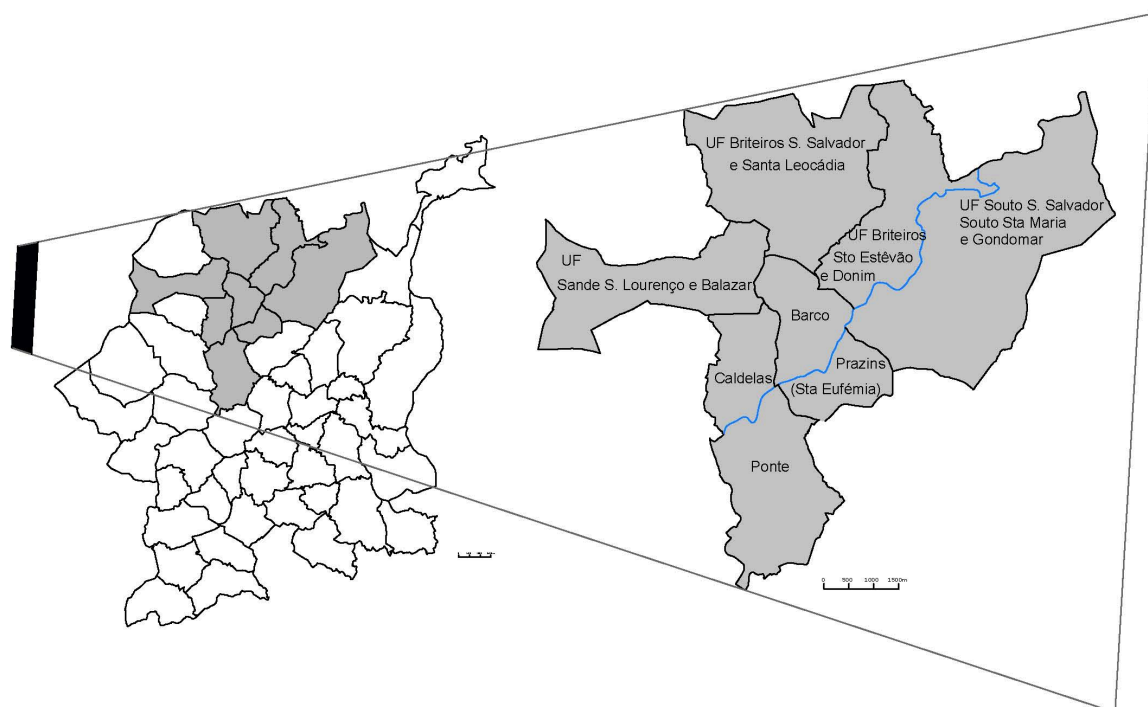 UF Briteiros S. Salvador
e Santa Leocádia
UF Souto S. Salvador
Souto Sta Maria
e Gondomar
UF Briteiros
Sto Estêvão
e Donim
UF
Sande S. Lourenço e Balazar
Barco
Prazins
(Sta Eufémia)
Caldelas
Ponte
0 500 1000 1500m